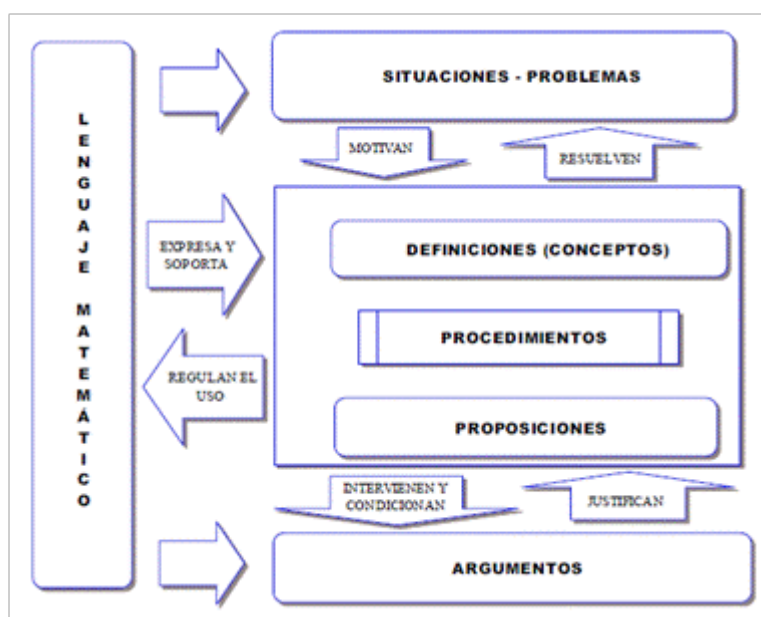 LENGUAJE MATEMÁTICO
SITUACIONES - PROBLEMAS
MOTIVAN
RESUELVEN
EXPRESA Y
SOPORTA
DEFINICIONES (CONCEPTOS)
PROCEDIMIENTOS
REGULAN EL
USO
PROPOSICIONES
INTERVIENEN Y
CONDICIONAN
JUSTIFICAN
ARGUMENTOS